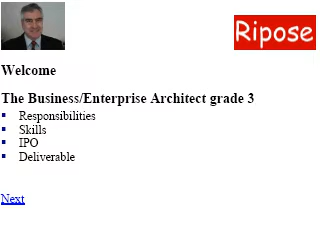 Ripose
Welcome
The Business/Enterprise Architect grade 3
Responsibilities
Skills
IPO
Deliverable
Next